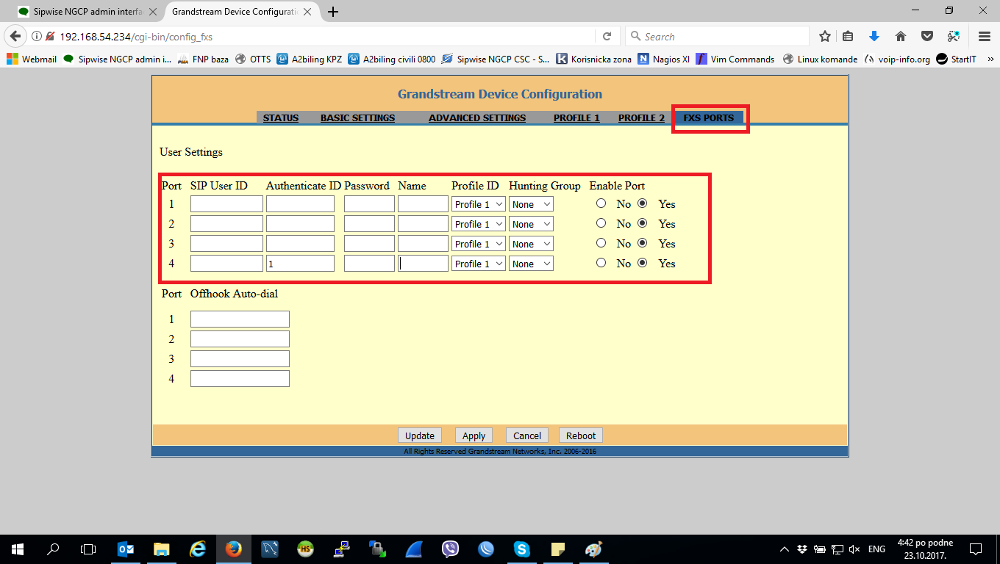 Sipwise NGCP admin interfa
Grandstream Device Configurati
192.168.54.234/cgi-bin/config_fxs
Search
Webmail
Sipwise NGCP admin i...
FNP baza
OTTS
A2biling KPZ
A2biling civili 0800
Sipwise NGCP CSC - S...
Korisnicka zona
Nagios XI
Vim Commands
Linux komande
voip-info.org
StartIT
Grandstream Device Configuration
STATUS BASIC SETTINGS ADVANCED SETTINGS PROFILE 1 PROFILE 2 FXS PORTS
User Settings
Port SIP User ID Authenticate ID Password Name Profile ID Hunting Group Enable Port
1 Profile 1 None No Yes
2 Profile 1 None No Yes
3 Profile 1 None No Yes
4 1 Profile 1 None No Yes
Port Offhook Auto-dial
1
2
3
4
Update Apply Cancel Reboot
All Rights Reserved Grandstream Networks, Inc. 2006-2016
HS
ENG
4:42 po podne
23.10.2017.